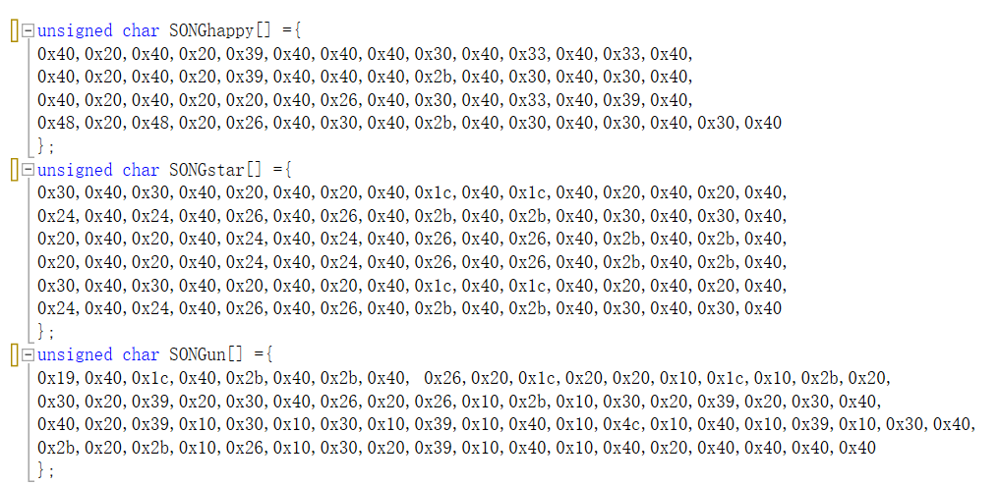 unsigned char SONGhappy[] ={
0x40,0x20,0x40,0x20,0x39,0x40,0x40,0x40,0x30,0x40,0x33,0x40,0x33,0x40,
0x40,0x20,0x40,0x20,0x39,0x40,0x40,0x40,0x2b,0x40,0x30,0x40,0x30,0x40,
0x40,0x20,0x40,0x20,0x20,0x40,0x26,0x40,0x30,0x40,0x33,0x40,0x39,0x40,
0x48,0x20,0x48,0x20,0x26,0x40,0x30,0x40,0x2b,0x40,0x30,0x40,0x30,0x40,0x30,0x40
};
unsigned char SONGstar[] ={
0x30,0x40,0x30,0x40,0x20,0x40,0x20,0x40,0x1c,0x40,0x1c,0x40,0x20,0x40,0x20,0x40,
0x24,0x40,0x24,0x40,0x26,0x40,0x26,0x40,0x2b,0x40,0x2b,0x40,0x30,0x40,0x30,0x40,
0x20,0x40,0x20,0x40,0x24,0x40,0x24,0x40,0x26,0x40,0x26,0x40,0x2b,0x40,0x2b,0x40,
0x20,0x40,0x20,0x40,0x24,0x40,0x24,0x40,0x26,0x40,0x26,0x40,0x2b,0x40,0x2b,0x40,
0x30,0x40,0x30,0x40,0x20,0x40,0x20,0x40,0x1c,0x40,0x1c,0x40,0x20,0x40,0x20,0x40,
0x24,0x40,0x24,0x40,0x26,0x40,0x26,0x40,0x2b,0x40,0x2b,0x40,0x30,0x40,0x30,0x40
};
unsigned char SONGun[] ={
0x19,0x40,0x1c,0x40,0x2b,0x40,0x2b,0x40, 0x26,0x20,0x1c,0x20,0x20,0x10,0x1c,0x10,0x2b,0x20,
0x30,0x20,0x39,0x20,0x30,0x40,0x26,0x20,0x26,0x10,0x2b,0x10,0x30,0x20,0x39,0x20,0x30,0x40,
0x40,0x20,0x39,0x10,0x30,0x10,0x30,0x10,0x39,0x10,0x40,0x10,0x4c,0x10,0x40,0x10,0x39,0x10,0x30,0x40,
0x2b,0x20,0x2b,0x10,0x26,0x10,0x30,0x20,0x39,0x10,0x40,0x10,0x40,0x20,0x40,0x40,0x40,0x40
};